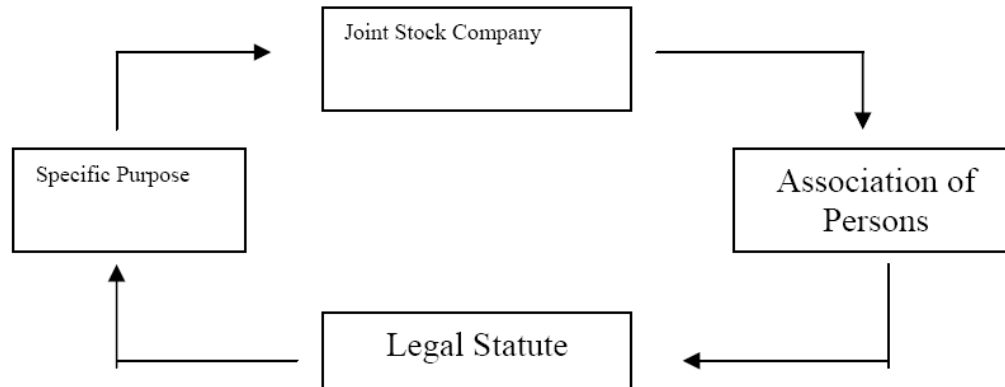 Joint Stock Company
Specific Purpose
Association of
Persons
Legal Statute